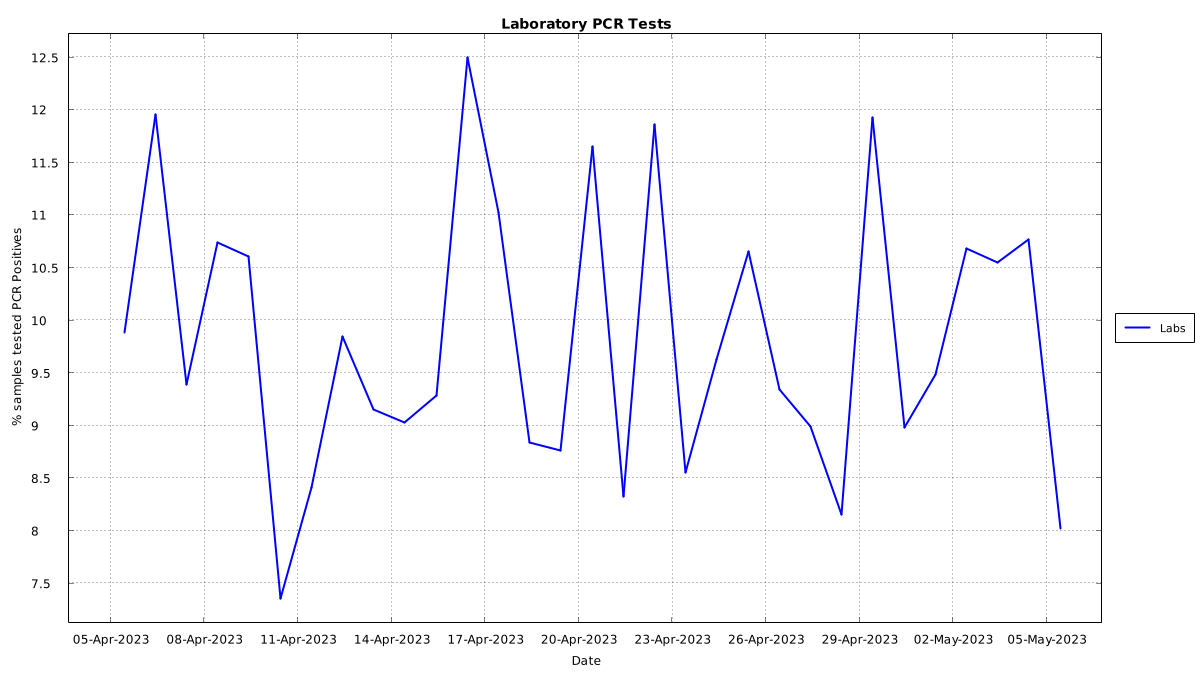 Laboratory PCR Tests
12.5
12
11.5
11
10.5
10
9.5
9
8.5
8
7.5
% samples tested PCR Positives
05-Apr-2023 08-Apr-2023 11-Apr-2023 14-Apr-2023 17-Apr-2023 20-Apr-2023 23-Apr-2023 26-Apr-2023 29-Apr-2023 02-May-2023 05-May-2023
Date
Labs